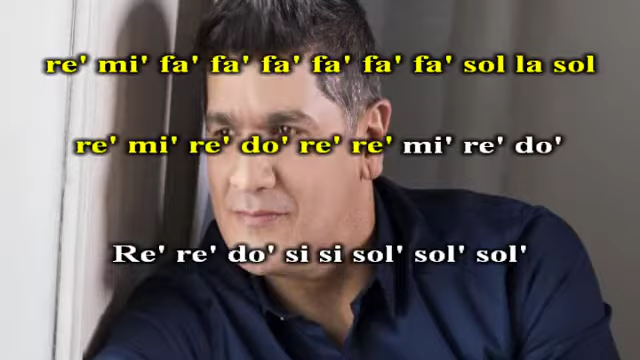 re' mi' fa' fa' fa' fa' fa' fa' sol la sol
re' mi' re' do' re' re' mi' re' do'
Re' re' do' si si sol' sol' sol'